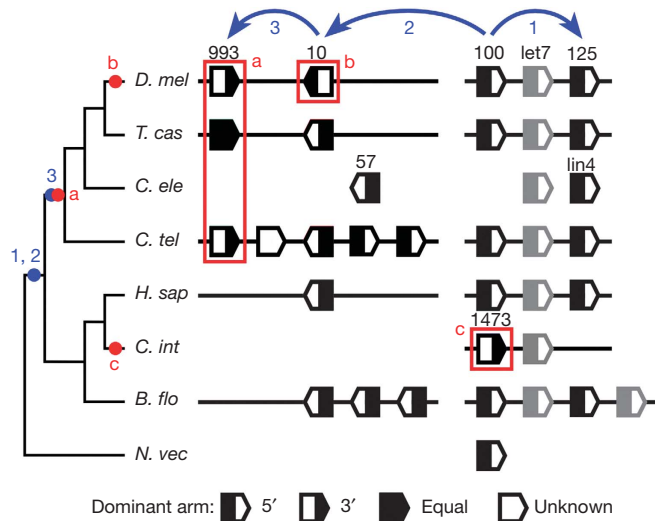 3 2 1
993 a 10 b 100 let7 125
b D. mel
T. cas
57 lin4
C. ele
3 a
C. tel
1, 2
H. sap
c 1473
c C. int
B. flo
N. vec
Dominant arm: 5′ 3′ Equal Unknown